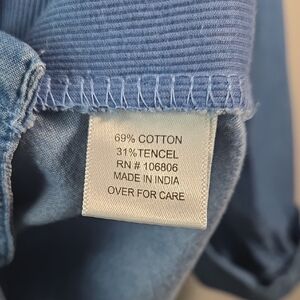 69% COTTON
31% TENCEL
RN # 106806
MADE IN INDIA
OVER FOR CARE